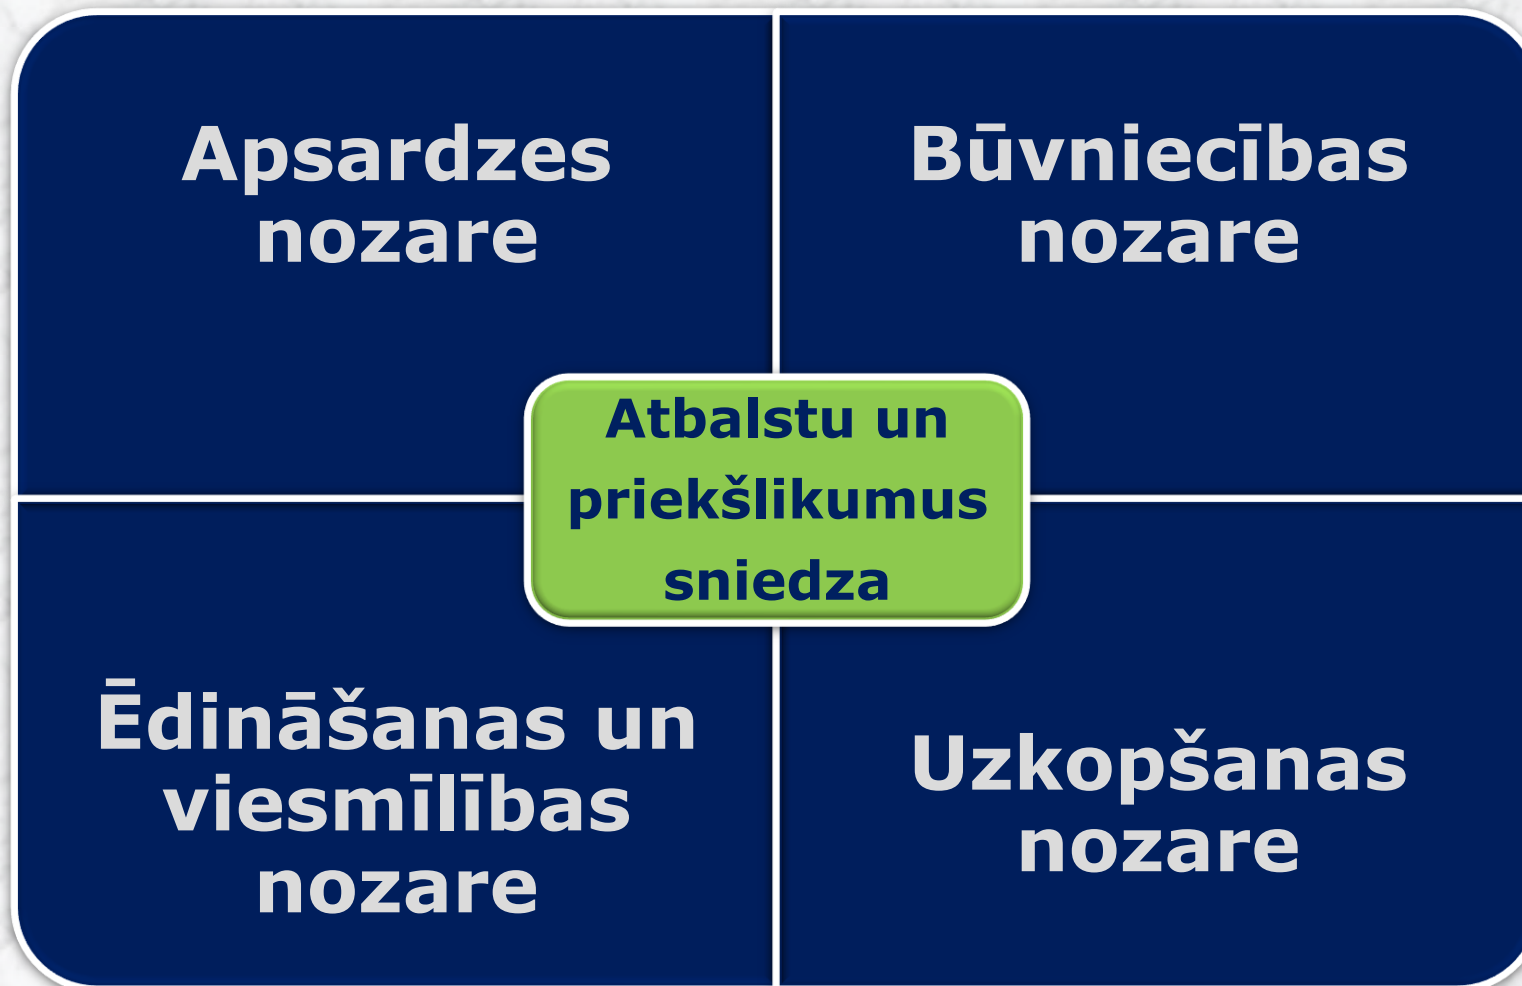 Apsardzes
nozare
Būvniecības
nozare
Atbalstu un
priekšlikumus
sniedza
Ēdināšanas un
viesmīlības
nozare
Uzkopšanas
nozare